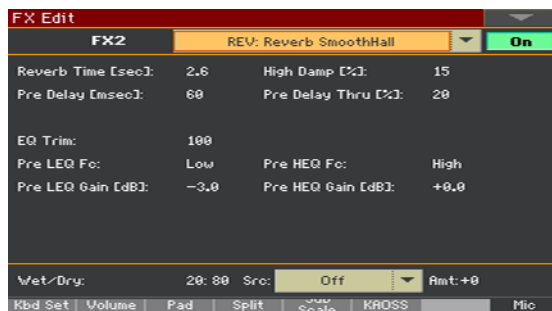 FX Edit
FX2 REV: Reverb SmoothHall On
Reverb Time [sec]: 2.6 High Damp [%]: 15
Pre Delay [msec]: 60 Pre Delay Thru [%]: 20
EQ Trim: 100
Pre LEQ Fc: Low Pre HEQ Fc: High
Pre LEQ Gain [dB]: −3.0 Pre HEQ Gain [dB]: +0.0
Wet/Dry: 20:80 Src: Off Amt:+0
Kbd Set Volume Pad Split Sub Scale KAOSS Mic